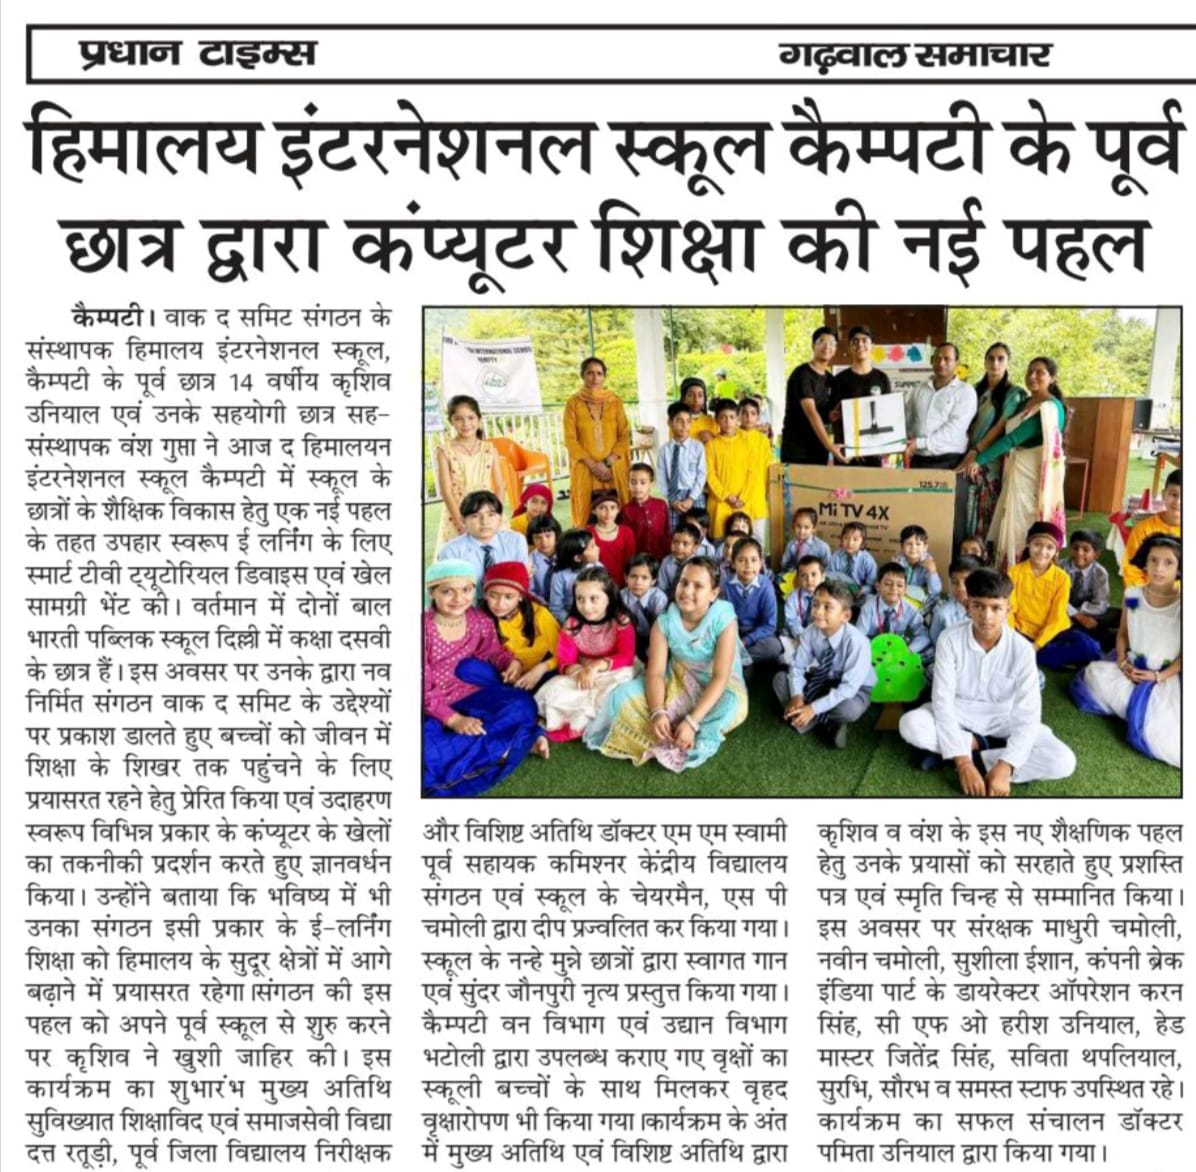 प्रधान टाइम्स
गढ़वाल समाचार
हिमालय इंटरनेशनल स्कूल कैम्पटी के पूर्व
छात्र द्वारा कंप्यूटर शिक्षा की नई पहल
कैम्पटी। वाक द समिट संगठन के
संस्थापक हिमालय इंटरनेशनल स्कूल,
कैम्पटी के पूर्व छात्र 14 वर्षीय कृशिव
उनियाल एवं उनके सहयोगी छात्र सह-
संस्थापक वंश गुप्ता ने आज द हिमालयन
इंटरनेशनल स्कूल कैम्पटी में स्कूल के
छात्रों के शैक्षिक विकास हेतु एक नई पहल
के तहत उपहार स्वरूप ई लर्निंग के लिए
स्मार्ट टीवी ट्यूटोरियल डिवाइस एवं खेल
सामग्री भेंट की। वर्तमान में दोनों बाल
भारती पब्लिक स्कूल दिल्ली में कक्षा दसवी
के छात्र हैं। इस अवसर पर उनके द्वारा नव
निर्मित संगठन वाक द समिट के उद्देश्यों
पर प्रकाश डालते हुए बच्चों को जीवन में
शिक्षा के शिखर तक पहुंचने के लिए
प्रयासरत रहने हेतु प्रेरित किया एवं उदाहरण
स्वरूप विभिन्न प्रकार के कंप्यूटर के खेलों
का तकनीकी प्रदर्शन करते हुए ज्ञानवर्धन
किया। उन्होंने बताया कि भविष्य में भी
उनका संगठन इसी प्रकार के ई-लर्निंग
शिक्षा को हिमालय के सुदूर क्षेत्रों में आगे
बढ़ाने में प्रयासरत रहेगा।संगठन की इस
पहल को अपने पूर्व स्कूल से शुरु करने
पर कृशिव ने खुशी जाहिर की। इस
कार्यक्रम का शुभारंभ मुख्य अतिथि
सुविख्यात शिक्षाविद एवं समाजसेवी विद्या
दत्त रतूड़ी, पूर्व जिला विद्यालय निरीक्षक
Mi TV 4X
और विशिष्ट अतिथि डॉक्टर एम एम स्वामी
पूर्व सहायक कमिश्नर केंद्रीय विद्यालय
संगठन एवं स्कूल के चेयरमैन, एस पी
चमोली द्वारा दीप प्रज्वलित कर किया गया।
स्कूल के नन्हे मुन्ने छात्रों द्वारा स्वागत गान
एवं सुंदर जौनपुरी नृत्य प्रस्तुत्त किया गया।
कैम्पटी वन विभाग एवं उद्यान विभाग
भटोली द्वारा उपलब्ध कराए गए वृक्षों का
स्कूली बच्चों के साथ मिलकर वृहद
वृक्षारोपण भी किया गया।कार्यक्रम के अंत
में मुख्य अतिथि एवं विशिष्ट अतिथि द्वारा
कृशिव व वंश के इस नए शैक्षणिक पहल
हेतु उनके प्रयासों को सरहाते हुए प्रशस्ति
पत्र एवं स्मृति चिन्ह से सम्मानित किया।
इस अवसर पर संरक्षक माधुरी चमोली,
नवीन चमोली, सुशीला ईशान, कंपनी ब्रेक
इंडिया पार्ट के डायरेक्टर ऑपरेशन करन
सिंह, सी एफ ओ हरीश उनियाल, हेड
मास्टर जितेंद्र सिंह, सविता थपलियाल,
सुरभि, सौरभ व समस्त स्टाफ उपस्थित रहे।
कार्यक्रम का सफल संचालन डॉक्टर
पमिता उनियाल द्वारा किया गया।